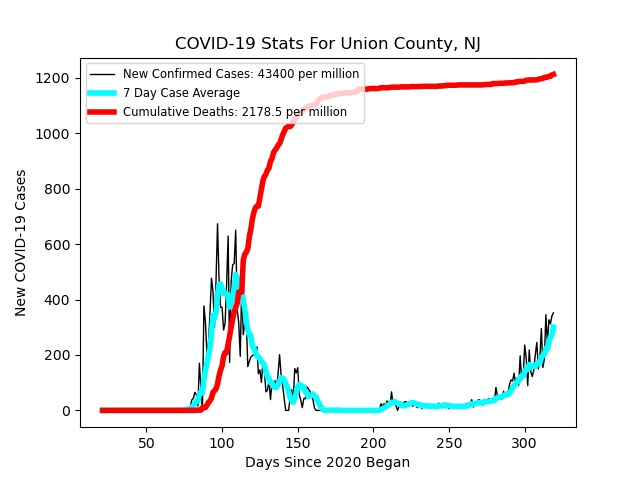 COVID-19 Stats For Union County, NJ
New Confirmed Cases: 43400 per million
7 Day Case Average
Cumulative Deaths: 2178.5 per million
New COVID-19 Cases
1200
1000
800
600
400
200
0
50 100 150 200 250 300
Days Since 2020 Began